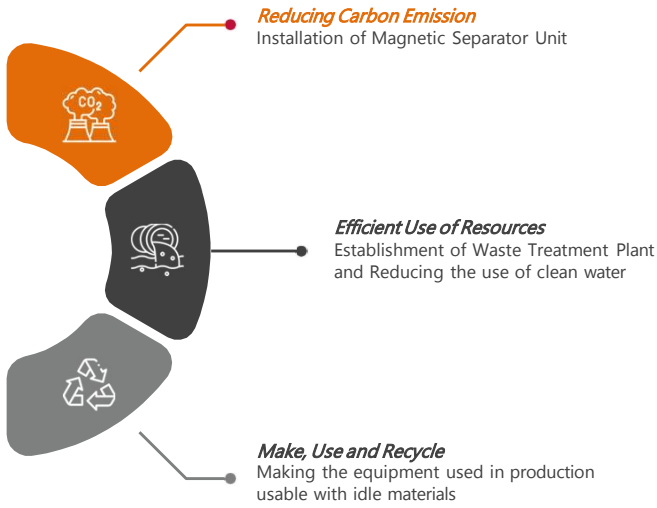 Reducing Carbon Emission
Installation of Magnetic Separator Unit
CO2
Efficient Use of Resources
Establishment of Waste Treatment Plant
and Reducing the use of clean water
Make, Use and Recycle
Making the equipment used in production
usable with idle materials